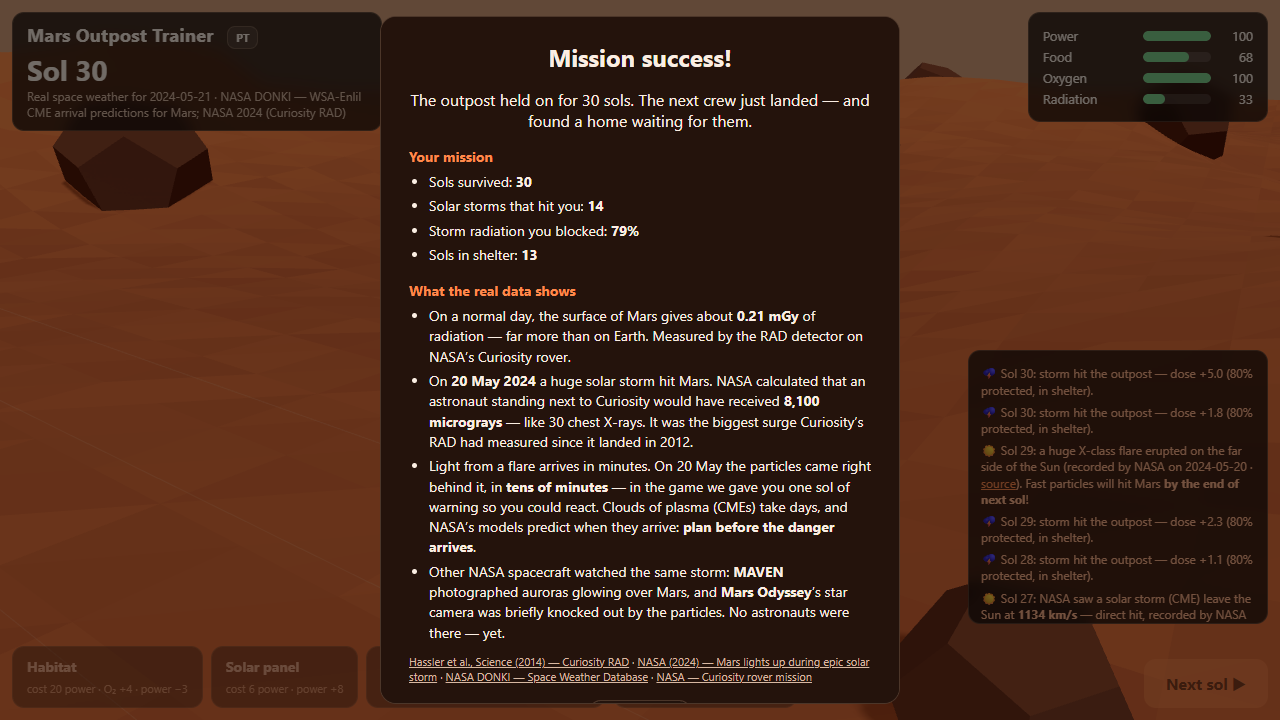 Mars Outpost Trainer PT
Sol 30
Real space weather for 2024-05-21 · NASA DONKI — WSA-Enlil
CME arrival predictions for Mars; NASA 2024 (Curiosity RAD)
Mission success!
The outpost held on for 30 sols. The next crew just landed — and
found a home waiting for them.
Your mission
• Sols survived: 30
• Solar storms that hit you: 14
• Storm radiation you blocked: 79%
• Sols in shelter: 13
What the real data shows
• On a normal day, the surface of Mars gives about 0.21 mGy of
radiation — far more than on Earth. Measured by the RAD detector on
NASA’s Curiosity rover.
• On 20 May 2024 a huge solar storm hit Mars. NASA calculated that an
astronaut standing next to Curiosity would have received 8,100
micrograys — like 30 chest X-rays. It was the biggest surge Curiosity’s
RAD had measured since it landed in 2012.
• Light from a flare arrives in minutes. On 20 May the particles came right
behind it, in tens of minutes — in the game we gave you one sol of
warning so you could react. Clouds of plasma (CMEs) take days, and
NASA’s models predict when they arrive: plan before the danger
arrives.
• Other NASA spacecraft watched the same storm: MAVEN
photographed auroras glowing over Mars, and Mars Odyssey’s star
camera was briefly knocked out by the particles. No astronauts were
there — yet.
Hassler et al., Science (2014) — Curiosity RAD · NASA (2024) — Mars lights up during epic solar
storm · NASA DONKI — Space Weather Database · NASA — Curiosity rover mission
Power 100
Food 68
Oxygen 100
Radiation 33
Sol 30: storm hit the outpost — dose +5.0 (80%
protected, in shelter).
Sol 30: storm hit the outpost — dose +1.8 (80%
protected, in shelter).
Sol 29: a huge X-class flare erupted on the far
side of the Sun (recorded by NASA on 2024-05-20 ·
source). Fast particles will hit Mars by the end of
next sol!
Sol 29: storm hit the outpost — dose +2.3 (80%
protected, in shelter).
Sol 28: storm hit the outpost — dose +1.1 (80%
protected, in shelter).
Sol 27: NASA saw a solar storm (CME) leave the
Sun at 1134 km/s — direct hit, recorded by NASA
Habitat
cost 20 power · O₂ +4 · power −3
Solar panel
cost 6 power · power +8
Next sol ▶